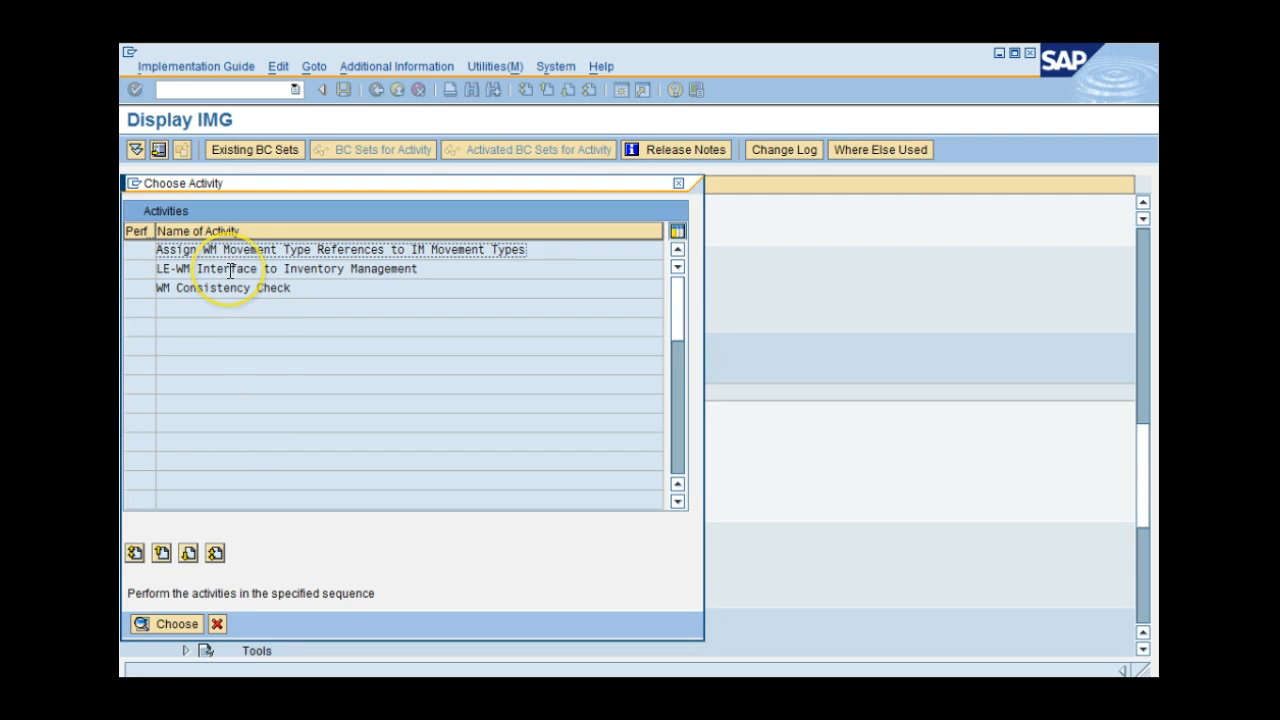 Implementation Guide Edit Goto Additional Information Utilities(M) System Help
SAP
Display IMG
Existing BC Sets BC Sets for Activity Activated BC Sets for Activity Release Notes Change Log Where Else Used
Choose Activity
Activities
Perf... Name of Activity
Assign WM Movement Type References to IM Movement Types
LE-WM Interface to Inventory Management
WM Consistency Check
Perform the activities in the specified sequence
Choose
Tools